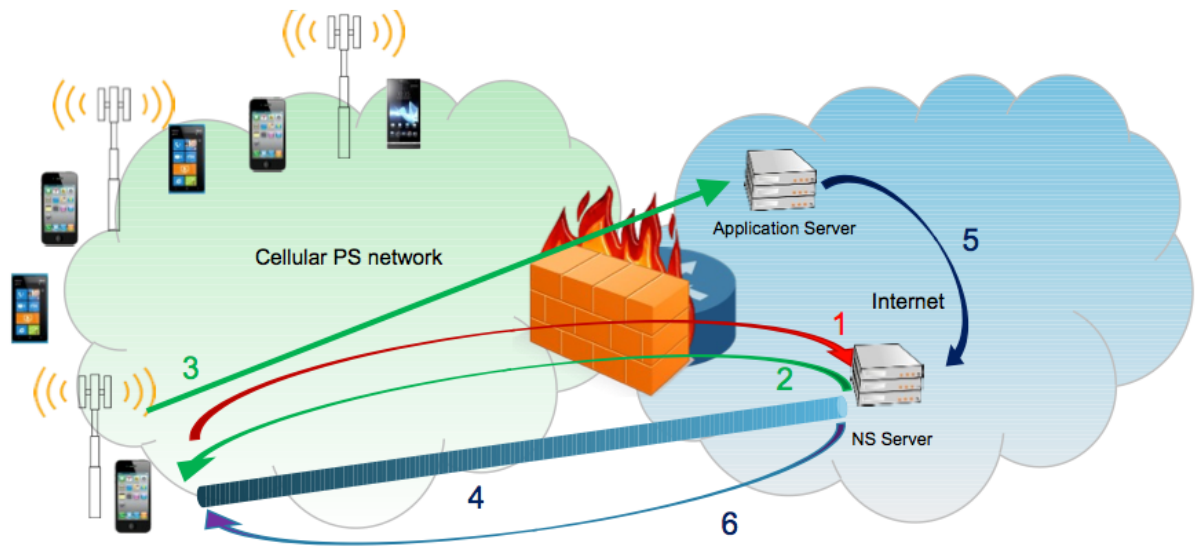 Cellular PS network
Application Server
5
Internet
1
3
2
NS Server
4
6